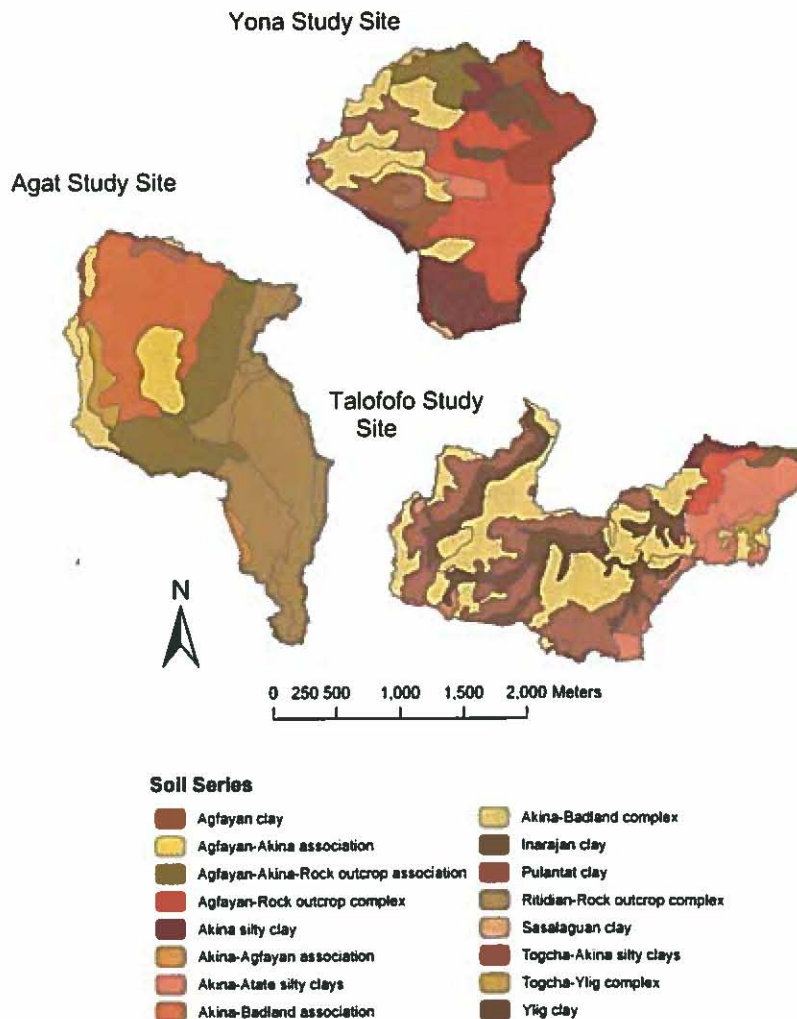 Yona Study Site
Agat Study Site
Talofofo Study
Site
N
0 250 500 1,000 1,500 2,000 Meters
Soil Series
Agfayan clay
Agfayan-Akina association
Agfayan-Akina-Rock outcrop association
Agfayan-Rock outcrop complex
Akina silty clay
Akina-Agfayan association
Akina-Atate silty clays
Akina-Badland association
Akina-Badland complex
Inarajan clay
Pulantat clay
Ritidian-Rock outcrop complex
Sasalaguan clay
Togcha-Akina silty clays
Togcha-Ylig complex
Ylig clay